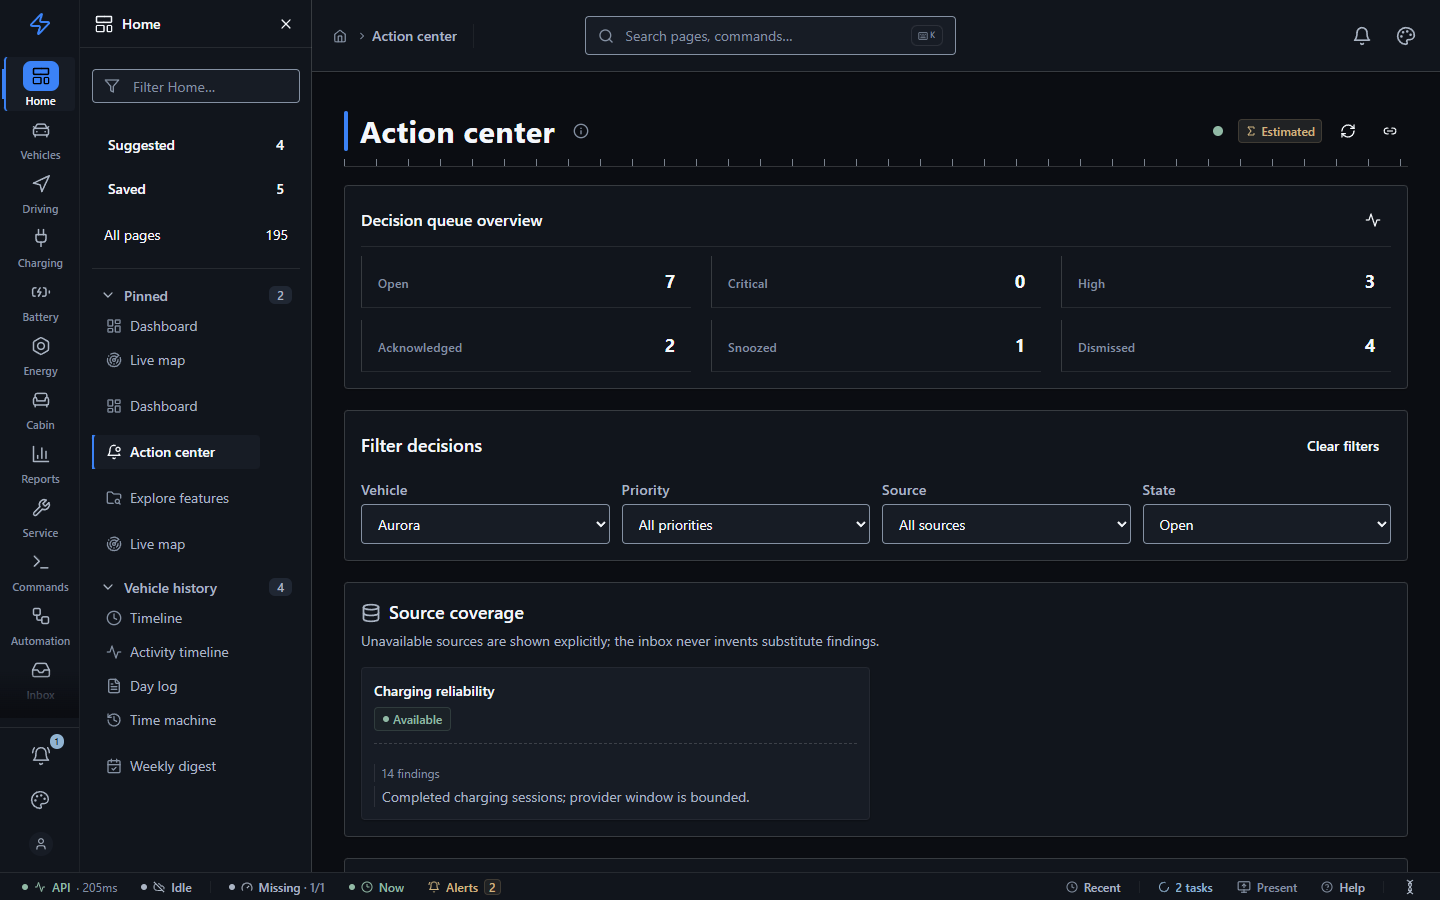 Home
Vehicles
Driving
Charging
Battery
Energy
Cabin
Reports
Service
Commands
Automation
Inbox
1
Home
Filter Home...
Suggested 4
Saved 5
All pages 195
Pinned 2
Dashboard
Live map
Dashboard
Action center
Explore features
Live map
Vehicle history 4
Timeline
Activity timeline
Day log
Time machine
Weekly digest
Action center
Search pages, commands...
K
Action center
Σ Estimated
Decision queue overview
Open 7
Critical 0
High 3
Acknowledged 2
Snoozed 1
Dismissed 4
Filter decisions
Clear filters
Vehicle
Priority
Source
State
Aurora
All priorities
All sources
Open
Source coverage
Unavailable sources are shown explicitly; the inbox never invents substitute findings.
Charging reliability
Available
14 findings
Completed charging sessions; provider window is bounded.
API · 205ms
Idle
Missing · 1/1
Now
Alerts 2
Recent
2 tasks
Present
Help